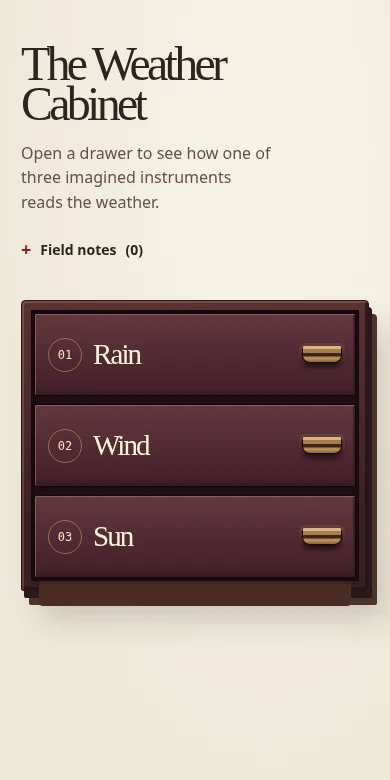 The Weather
Cabinet
Open a drawer to see how one of
three imagined instruments
reads the weather.
+ Field notes (0)
01 Rain
02 Wind
03 Sun